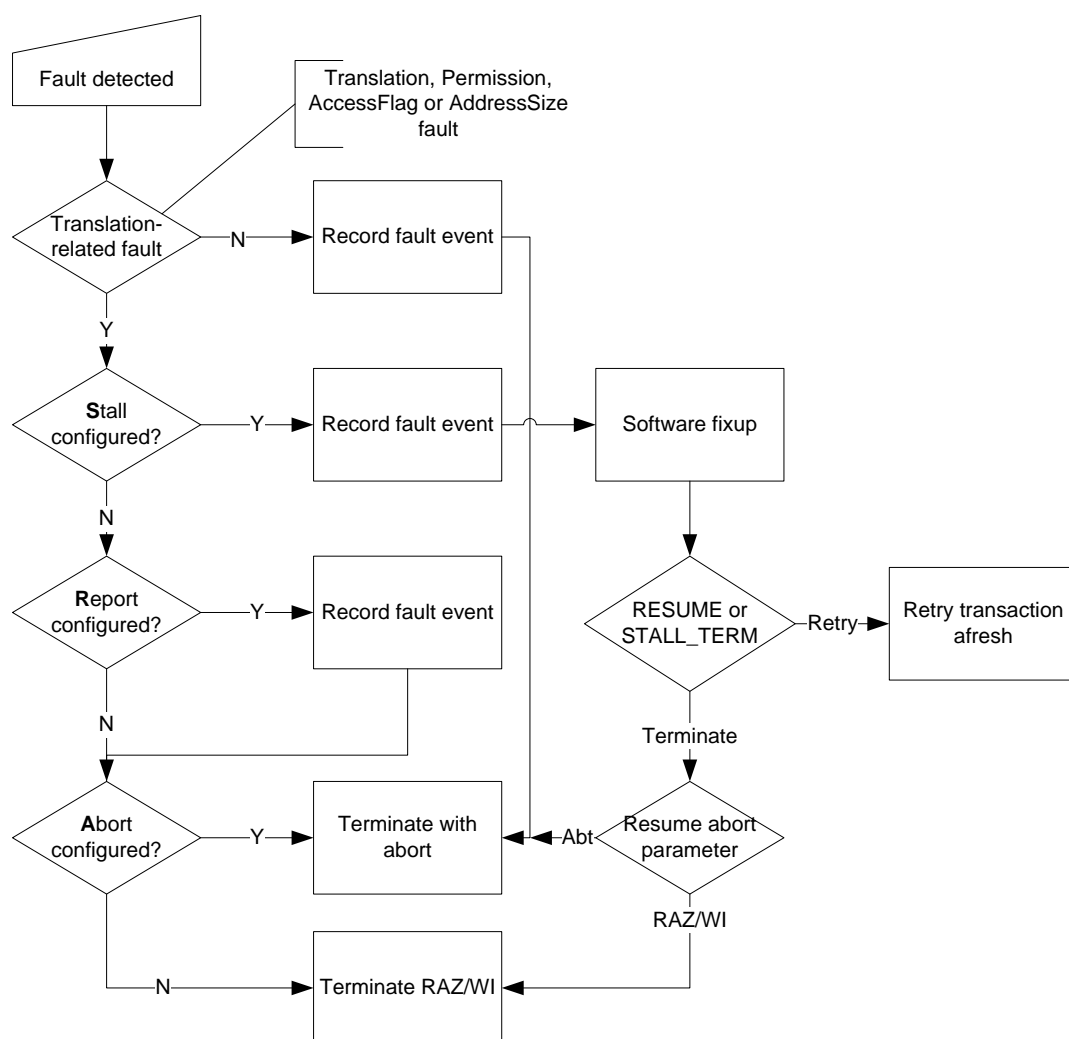 Fault detected
Translation, Permission,
AccessFlag or AddressSize
fault
Translation-
related fault
N
Record fault event
Y
Stall
configured?
Y
Record fault event
Software fixup
N
Report
configured?
Y
Record fault event
RESUME or
STALL_TERM
Retry
Retry transaction
afresh
N
Terminate
Abort
configured?
Y
Terminate with
abort
Abt
Resume abort
parameter
RAZ/WI
N
Terminate RAZ/WI